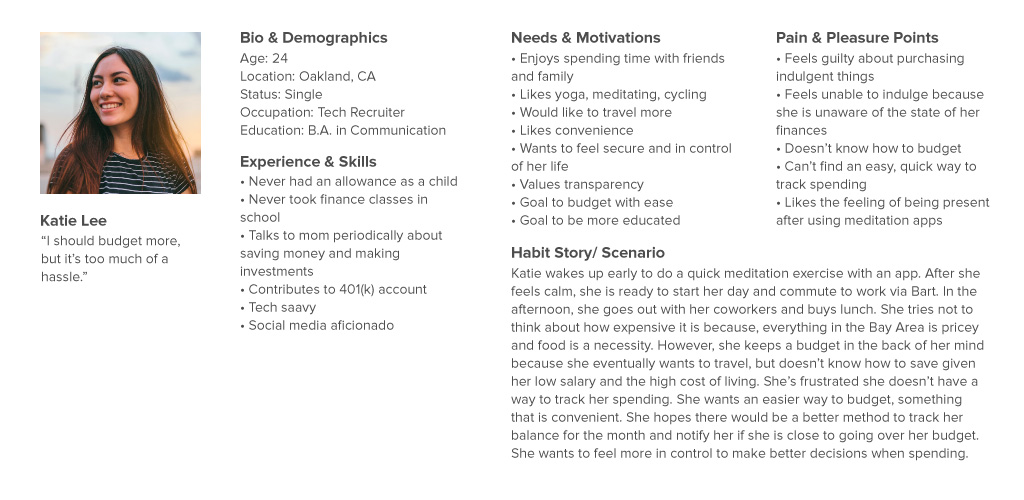 Katie Lee
“I should budget more,
but it’s too much of a
hassle.”
Bio & Demographics
Age: 24
Location: Oakland, CA
Status: Single
Occupation: Tech Recruiter
Education: B.A. in Communication
Experience & Skills
• Never had an allowance as a child
• Never took finance classes in
school
• Talks to mom periodically about
saving money and making
investments
• Contributes to 401(k) account
• Tech saavy
• Social media aficionado
Needs & Motivations
• Enjoys spending time with friends
and family
• Likes yoga, meditating, cycling
• Would like to travel more
• Likes convenience
• Wants to feel secure and in control
of her life
• Values transparency
• Goal to budget with ease
• Goal to be more educated
Pain & Pleasure Points
• Feels guilty about purchasing
indulgent things
• Feels unable to indulge because
she is unaware of the state of her
finances
• Doesn’t know how to budget
• Can’t find an easy, quick way to
track spending
• Likes the feeling of being present
after using meditation apps
Habit Story/ Scenario
Katie wakes up early to do a quick meditation exercise with an app. After she
feels calm, she is ready to start her day and commute to work via Bart. In the
afternoon, she goes out with her coworkers and buys lunch. She tries not to
think about how expensive it is because, everything in the Bay Area is pricey
and food is a necessity. However, she keeps a budget in the back of her mind
because she eventually wants to travel, but doesn’t know how to save given
her low salary and the high cost of living. She’s frustrated she doesn’t have a
way to track her spending. She wants an easier way to budget, something
that is convenient. She hopes there would be a better method to track her
balance for the month and notify her if she is close to going over her budget.
She wants to feel more in control to make better decisions when spending.